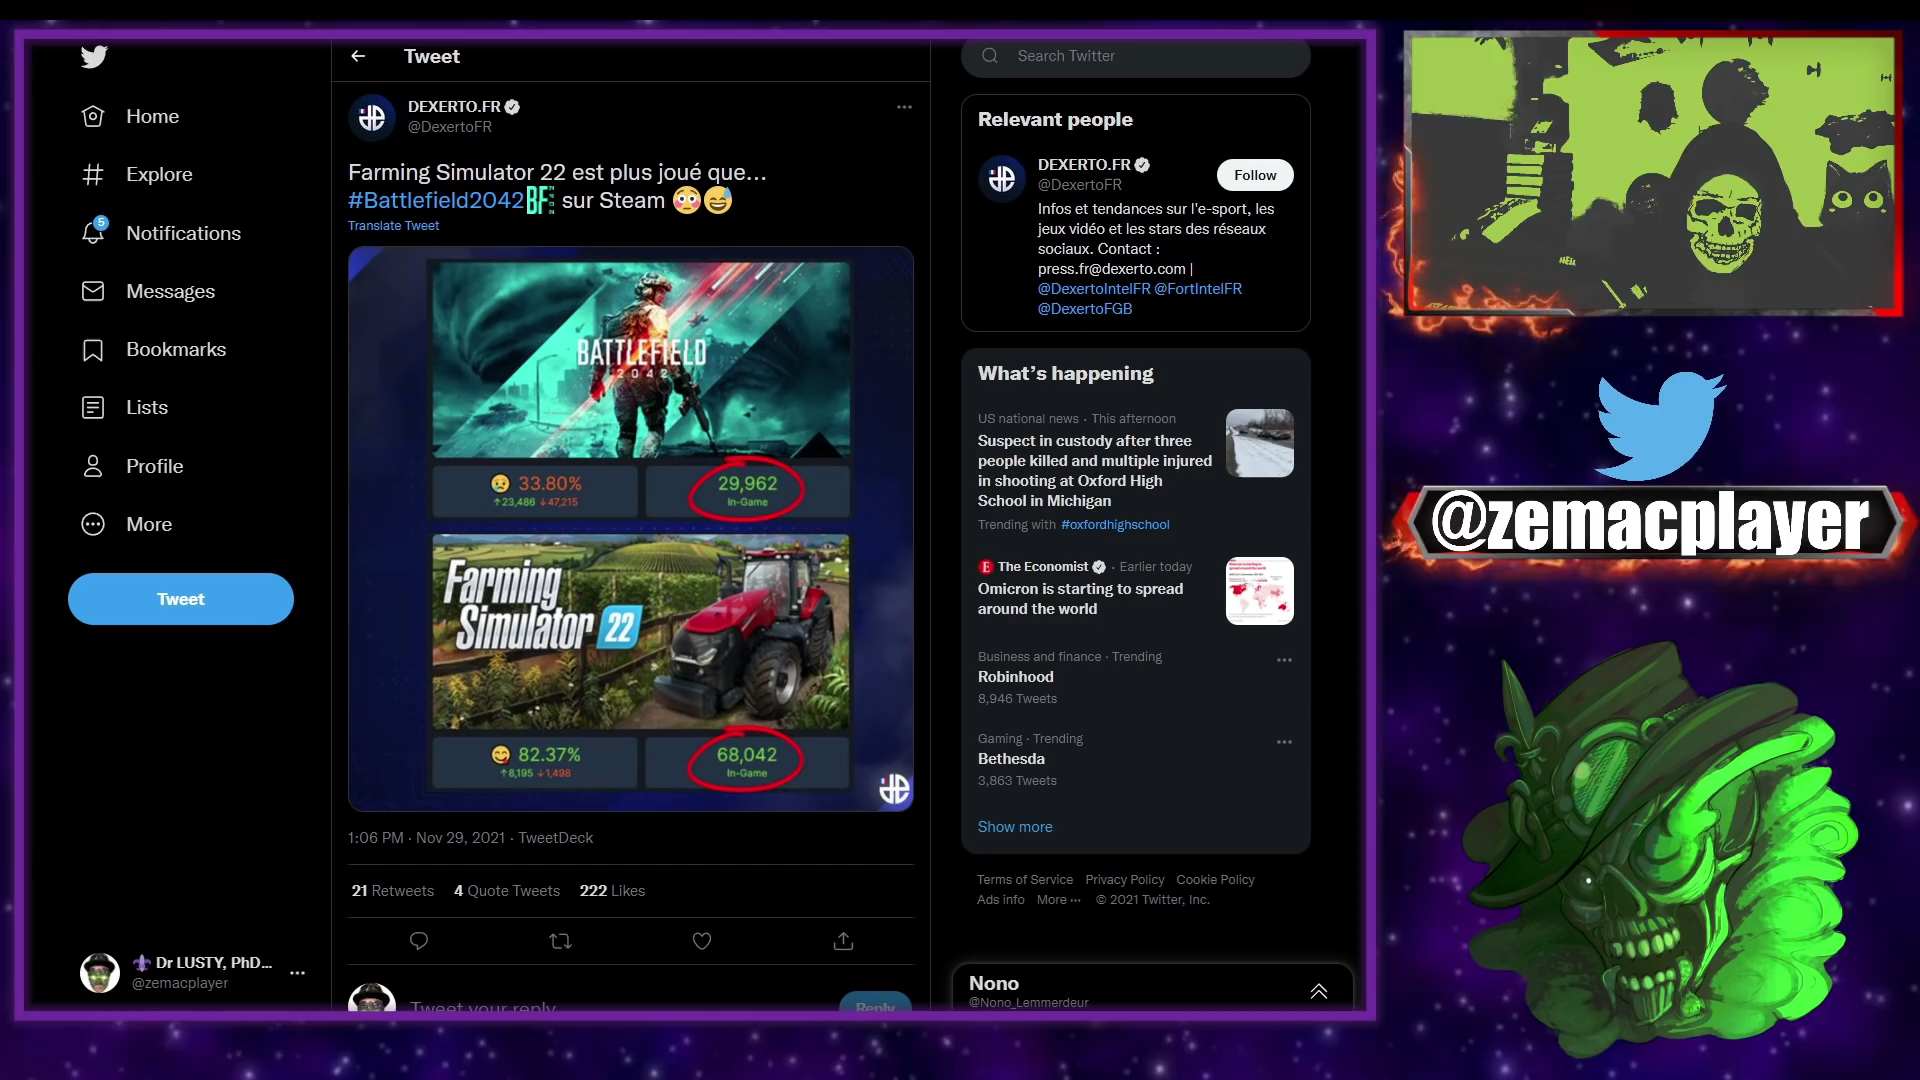 Home
Explore
5
Notifications
Messages
Bookmarks
Lists
Profile
More
Tweet
Dr LUSTY, PhD...
@zemacplayer
Tweet
DEXERTO.FR
@DexertoFR
Farming Simulator 22 est plus joué que...
#Battlefield2042 sur Steam
Translate Tweet
BATTLEFIELD
2042
33.80%
↑23,486 ↓47,215
29,962
In-Game
Farming
Simulator 22
82.37%
↑8,195 ↓1,498
68,042
In-Game
1:06 PM · Nov 29, 2021 · TweetDeck
21 Retweets 4 Quote Tweets 222 Likes
Tweet your reply
Reply
Search Twitter
Relevant people
DEXERTO.FR
@DexertoFR
Follow
Infos et tendances sur l'e-sport, les
jeux vidéo et les stars des réseaux
sociaux. Contact :
press.fr@dexerto.com |
@DexertoIntelFR @FortIntelFR
@DexertoFGB
What's happening
US national news · This afternoon
Suspect in custody after three
people killed and multiple injured
in shooting at Oxford High
School in Michigan
Trending with #oxfordhighschool
The Economist · Earlier today
Omicron is starting to spread
around the world
Business and finance · Trending
Robinhood
8,946 Tweets
Gaming · Trending
Bethesda
3,863 Tweets
Show more
Terms of Service Privacy Policy Cookie Policy
Ads info More ··· © 2021 Twitter, Inc.
Nono
@Nono_Lemmerdeur
@zemacplayer